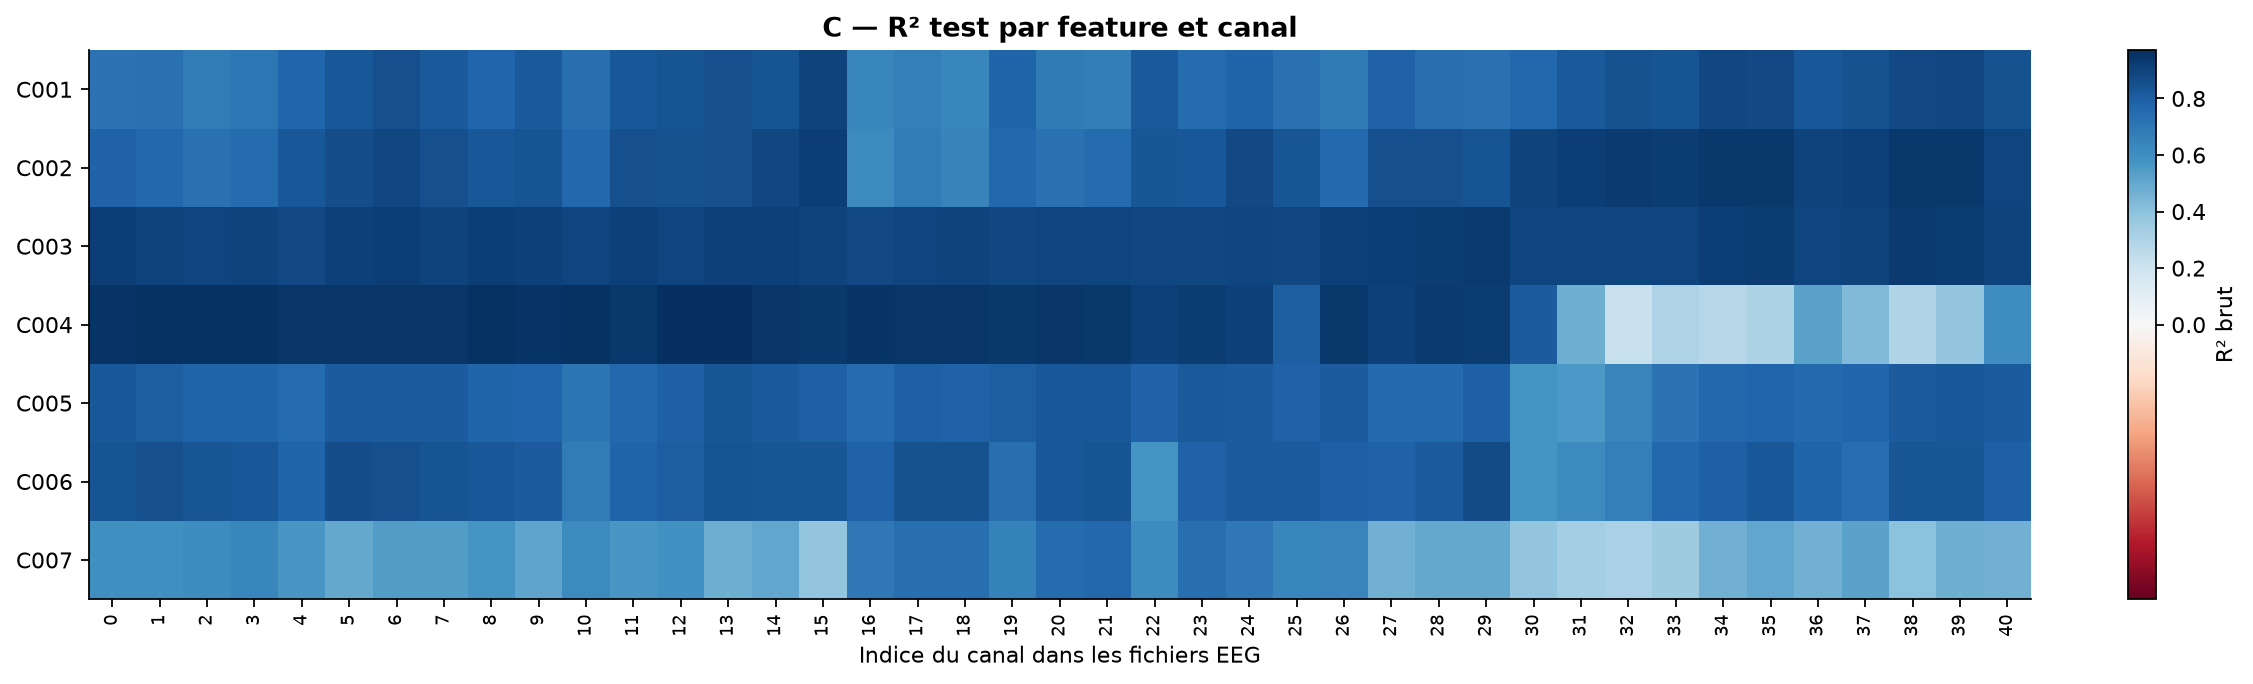 C — R² test par feature et canal
C001
C002
C003
C004
C005
C006
C007
0 1 2 3 4 5 6 7 8 9 10 11 12 13 14 15 16 17 18 19 20 21 22 23 24 25 26 27 28 29 30 31 32 33 34 35 36 37 38 39 40
Indice du canal dans les fichiers EEG
0.8
0.6
0.4
0.2
0.0
R² brut